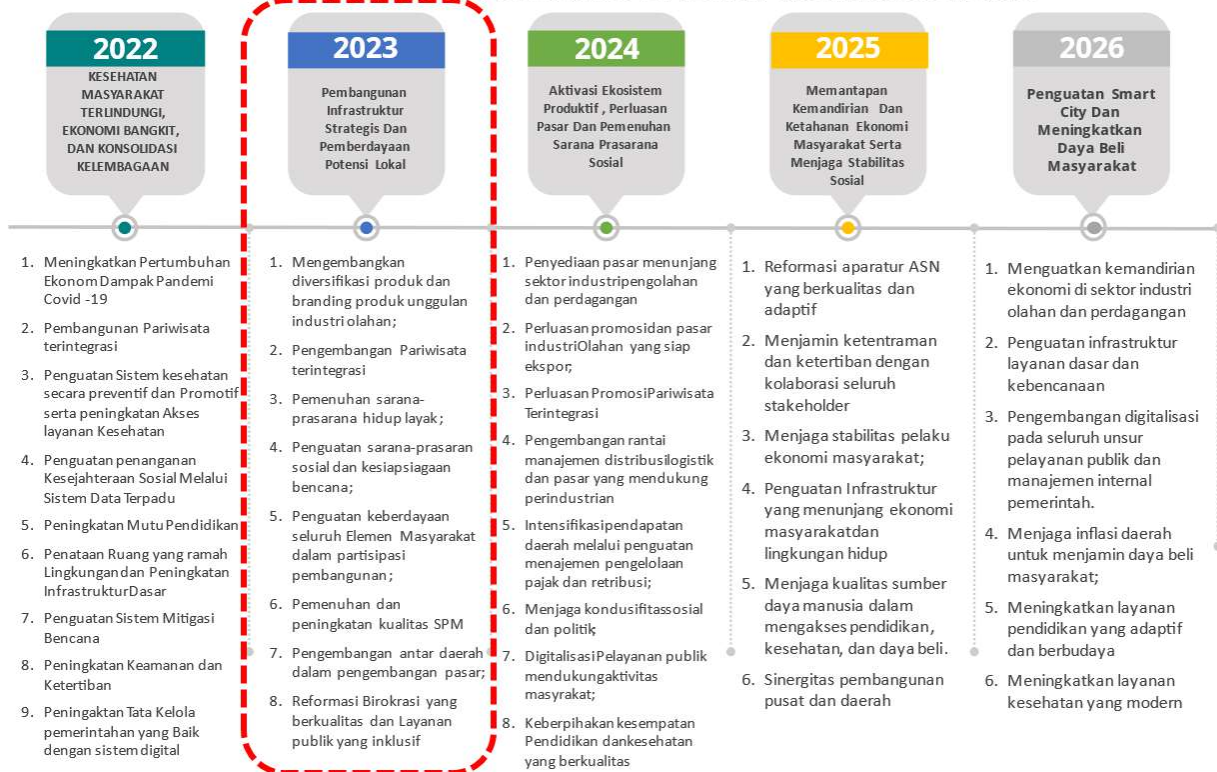 2022
KESEHATAN
MASYARAKAT
TERLINDUNGI,
EKONOMI BANGKIT,
DAN KONSOLIDASI
KELEMBAGAAN
1. Meningkatkan Pertumbuhan
Ekonom Dampak Pandemi
Covid -19
2. Pembangunan Pariwisata
terintegrasi
3. Penguatan Sistem kesehatan
secara preventif dan Promotif
serta peningkatan Akses
layanan Kesehatan
4. Penguatan penanganan
Kesejahteraan Sosial Melalui
Sistem Data Terpadu
5. Peningkatan Mutu Pendidikan
6. Penataan Ruang yang ramah
Lingkungan dan Peningkatan
Infrastruktur Dasar
7. Penguatan Sistem Mitigasi
Bencana
8. Peningkatan Keamanan dan
Ketertiban
9. Peningaktan Tata Kelola
pemerintahan yang Baik
dengan sistem digital
2023
Pembangunan
Infrastruktur
Strategis Dan
Pemberdayaan
Potensi Lokal
1. Mengembangkan
diversifikasi produk dan
branding produk unggulan
industri olahan;
2. Pengembangan Pariwisata
terintegrasi
3. Pemenuhan sarana-
prasarana hidup layak;
4. Penguatan sarana-prasaran
sosial dan kesiapsiagaan
bencana;
5. Penguatan keberdayaan
seluruh Elemen Masyarakat
dalam partisipasi
pembangunan;
6. Pemenuhan dan
peningkatan kualitas SPM
7. Pengembangan antar daerah
dalam pengembangan pasar;
8. Reformasi Birokrasi yang
berkualitas dan Layanan
publik yang inklusif
2024
Aktivasi Ekosistem
Produktif , Perluasan
Pasar Dan Pemenuhan
Sarana Prasarana
Sosial
1. Penyediaan pasar menunjang
sektor industripengolahan
dan perdagangan
2. Perluasan promosidan pasar
industriOlahan yang siap
ekspor;
3. Perluasan PromosiPariwisata
Terintegrasi
4. Pengembangan rantai
manajemen distribusilogistik
dan pasar yang mendukung
perindustrian
5. Intensifikasipendapatan
daerah melalui penguatan
menajemen pengelolaan
pajak dan retribusi;
6. Menjaga kondusifitassosial
dan politik;
7. DigitalisasiPelayanan publik
mendukungaktivitas
masyrakat;
8. Keberpihakan kesempatan
Pendidikan dankesehatan
yang berkualitas
2025
Memantapan
Kemandirian Dan
Ketahanan Ekonomi
Masyarakat Serta
Menjaga Stabilitas
Sosial
1. Reformasi aparatur ASN
yang berkualitas dan
adaptif
2. Menjamin ketentraman
dan ketertiban dengan
kolaborasi seluruh
stakeholder
3. Menjaga stabilitas pelaku
ekonomi masyarakat;
4. Penguatan Infrastruktur
yang menunjang ekonomi
masyarakatdan
lingkungan hidup
5. Menjaga kualitas sumber
daya manusia dalam
mengakses pendidikan,
kesehatan, dan daya beli.
6. Sinergitas pembangunan
pusat dan daerah
2026
Penguatan Smart
City Dan
Meningkatkan
Daya Beli
Masyarakat
1. Menguatkan kemandirian
ekonomi di sektor industri
olahan dan perdagangan
2. Penguatan infrastruktur
layanan dasar dan
kebencanaan
3. Pengembangan digitalisasi
pada seluruh unsur
pelayanan publik dan
manajemen internal
pemerintah.
4. Menjaga inflasi daerah
untuk menjamin daya beli
masyarakat;
5. Meningkatkan layanan
pendidikan yang adaptif
dan berbudaya
6. Meningkatkan layanan
kesehatan yang modern